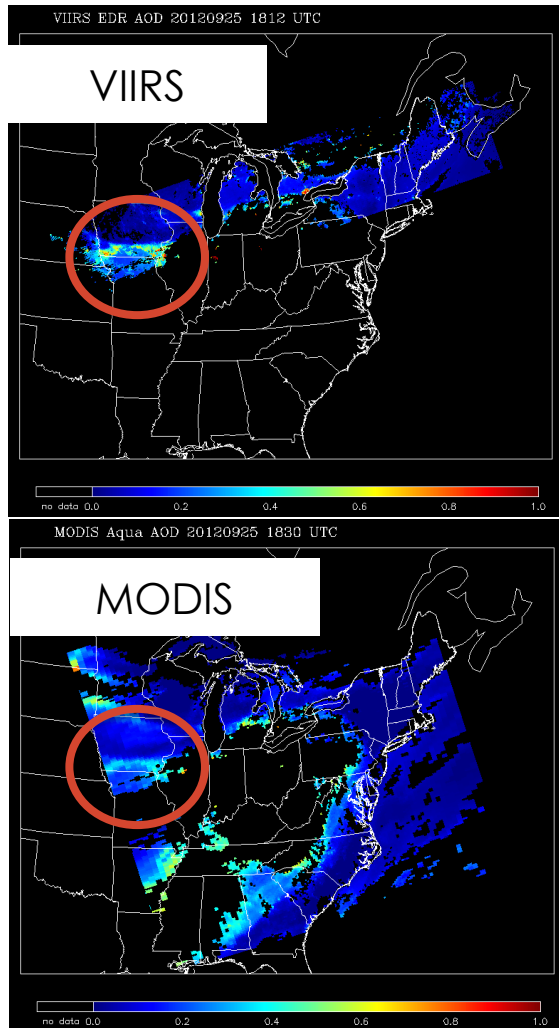 VIIRS EDR AOD 20120925 1812 UTC
VIIRS
no data 0.0 0.2 0.4 0.6 0.8 1.0
MODIS Aqua AOD 20120925 1830 UTC
MODIS
no data 0.0 0.2 0.4 0.6 0.8 1.0